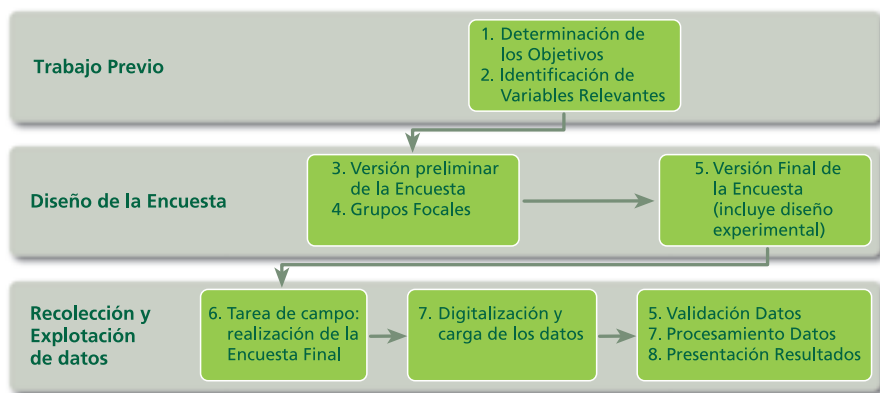 Trabajo Previo
1. Determinación de
los Objetivos
2. Identificación de
Variables Relevantes
Diseño de la Encuesta
3. Versión preliminar
de la Encuesta
4. Grupos Focales
5. Versión Final de
la Encuesta
(incluye diseño
experimental)
Recolección y
Explotación
de datos
6. Tarea de campo:
realización de la
Encuesta Final
7. Digitalización y
carga de los datos
5. Validación Datos
7. Procesamiento Datos
8. Presentación Resultados